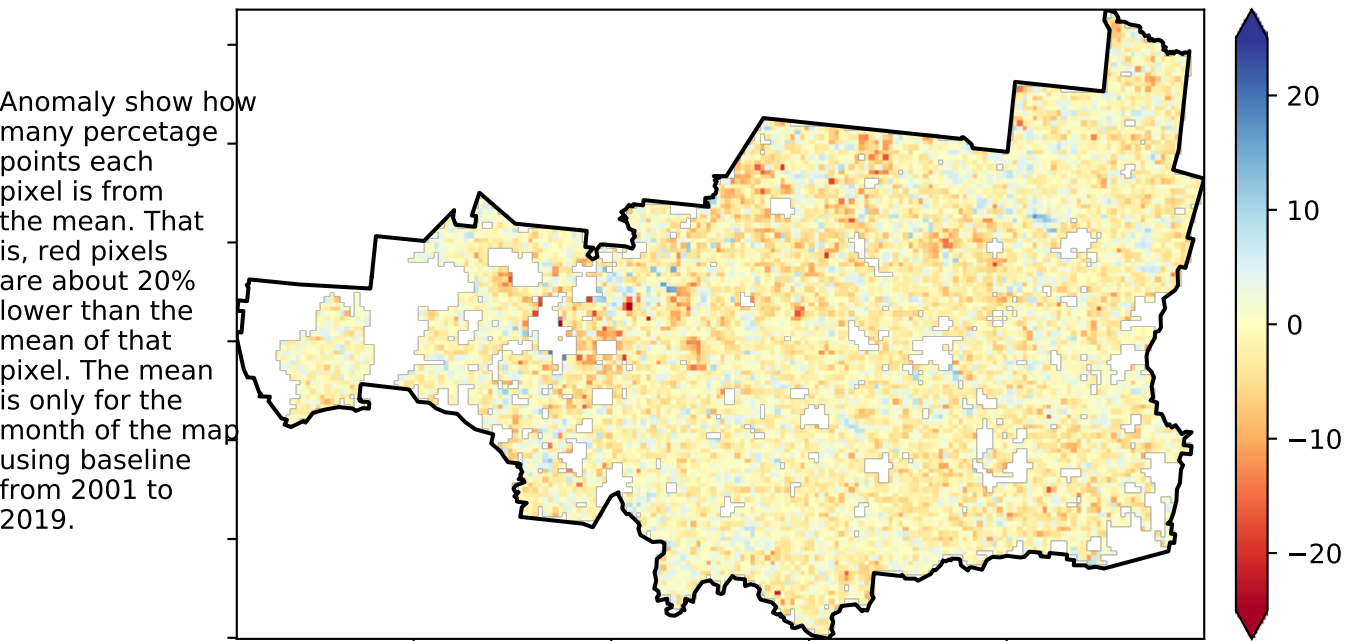 Anomaly show how
many percetage
points each
pixel is from
the mean. That
is, red pixels
are about 20%
lower than the
mean of that
pixel. The mean
is only for the
month of the map
using baseline
from 2001 to
2019.
20
10
0
−10
−20